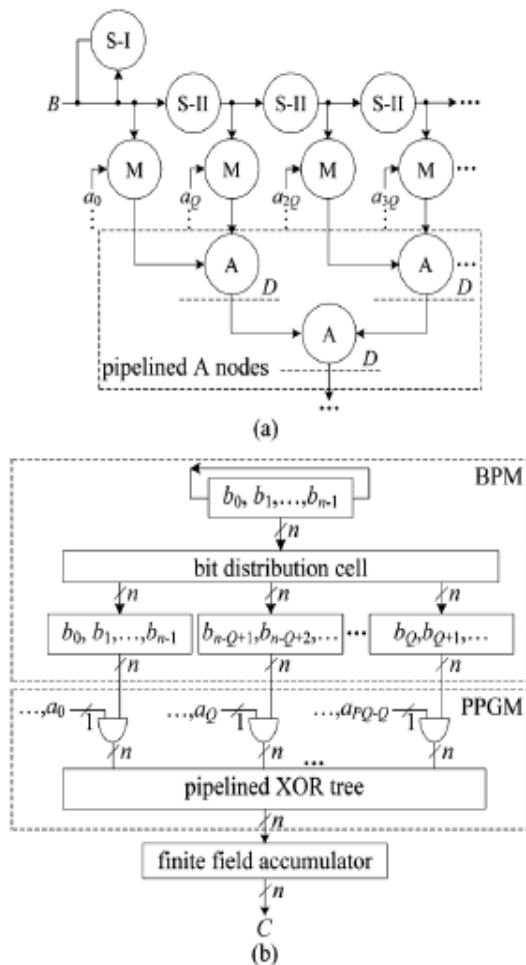 S-I
B S-II S-II S-II ...
M M M M ...
a0 aQ a2Q a3Q
A A ...
D D
A
D
pipelined A nodes
...
(a)
BPM
b0, b1,...,bn-1
n
bit distribution cell
n n n
b0, b1,...,bn-1 bn-Q+1,bn-Q+2,... ... bQ,bQ+1,...
n n n
PPGM
...,a0 1 ...,aQ 1 ...,aPQ-Q 1
n n ... n
pipelined XOR tree
n
finite field accumulator
n
C
(b)